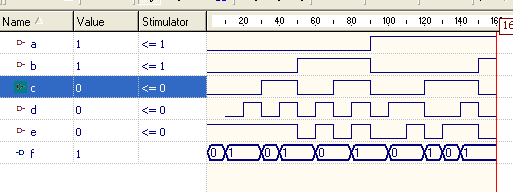 Name Value Stimulator 20 40 60 80 100 120 140 16
16
a 1 <= 1
b 1 <= 1
c 0 <= 0
d 0 <= 0
e 0 <= 0
f 1 0 1 0 1 0 1 0 1 0 1